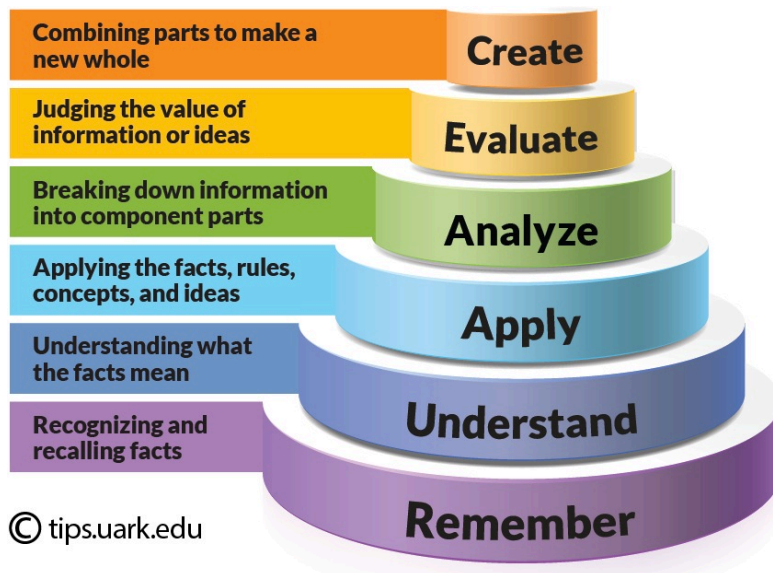 Combining parts to make a
new whole
Create
Judging the value of
information or ideas
Evaluate
Breaking down information
into component parts
Analyze
Applying the facts, rules,
concepts, and ideas
Apply
Understanding what
the facts mean
Understand
Recognizing and
recalling facts
Remember
© tips.uark.edu